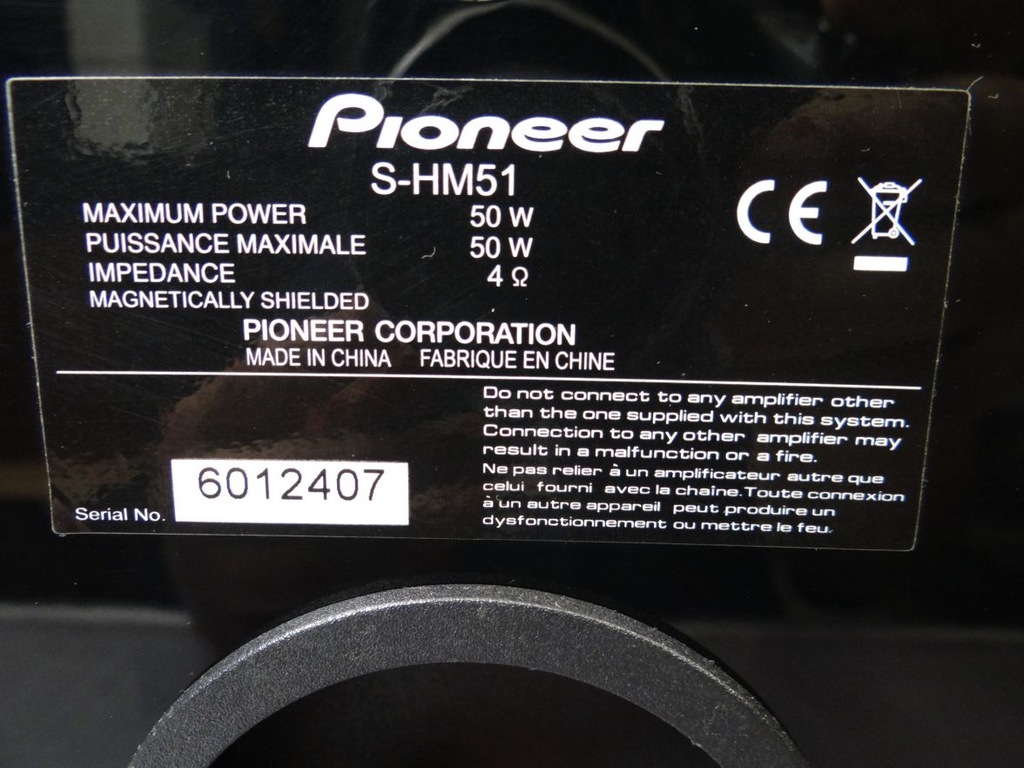 Pioneer
S-HM51
MAXIMUM POWER 50 W
PUISSANCE MAXIMALE 50 W
IMPEDANCE 4 Ω
MAGNETICALLY SHIELDED
PIONEER CORPORATION
MADE IN CHINA FABRIQUE EN CHINE
CE
Do not connect to any amplifier other
than the one supplied with this system.
Connection to any other amplifier may
result in a malfunction or a fire.
Ne pas relier à un amplificateur autre que
celui fourni avec la chaîne.Toute connexion
à un autre appareil peut produire un
dysfonctionnement ou mettre le feu.
Serial No. 6012407